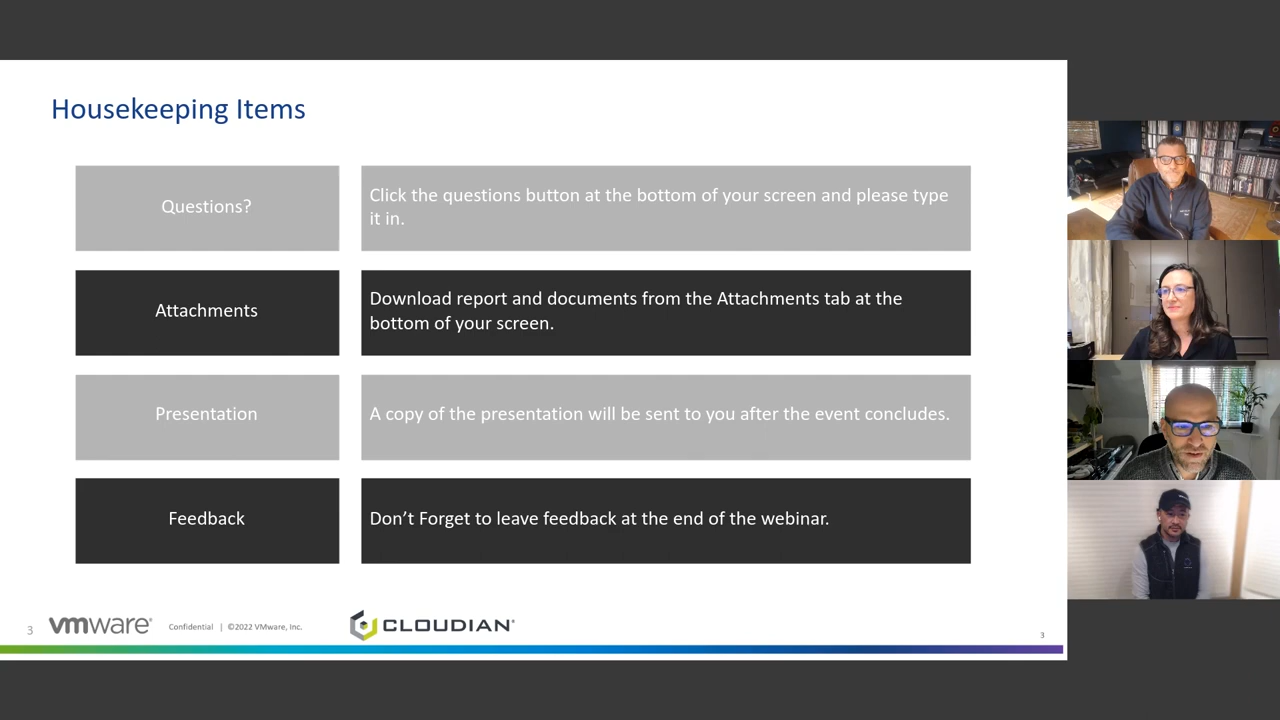 Housekeeping Items
Questions?
Click the questions button at the bottom of your screen and please type
it in.
Attachments
Download report and documents from the Attachments tab at the
bottom of your screen.
Presentation
A copy of the presentation will be sent to you after the event concludes.
Feedback
Don’t Forget to leave feedback at the end of the webinar.
3
vmware®
Confidential | ©2022 VMware, Inc.
CLOUDIAN®
3